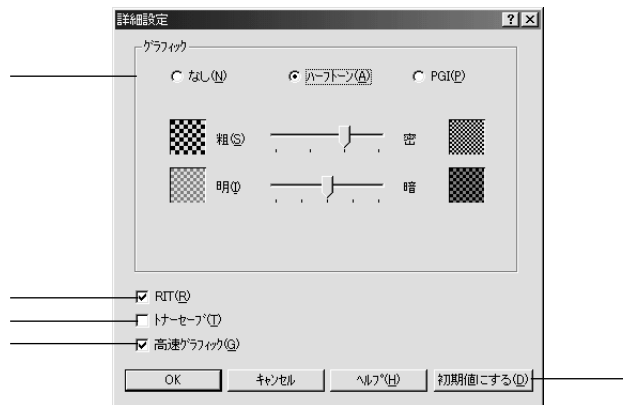 詳細設定
グラフィック
なし(N) ハーフトーン(A) PGI(P)
粗(S) 密
明(I) 暗
RIT(R)
トナーセーブ(T)
高速グラフィック(G)
OK キャンセル ヘルプ(H) 初期値にする(D)